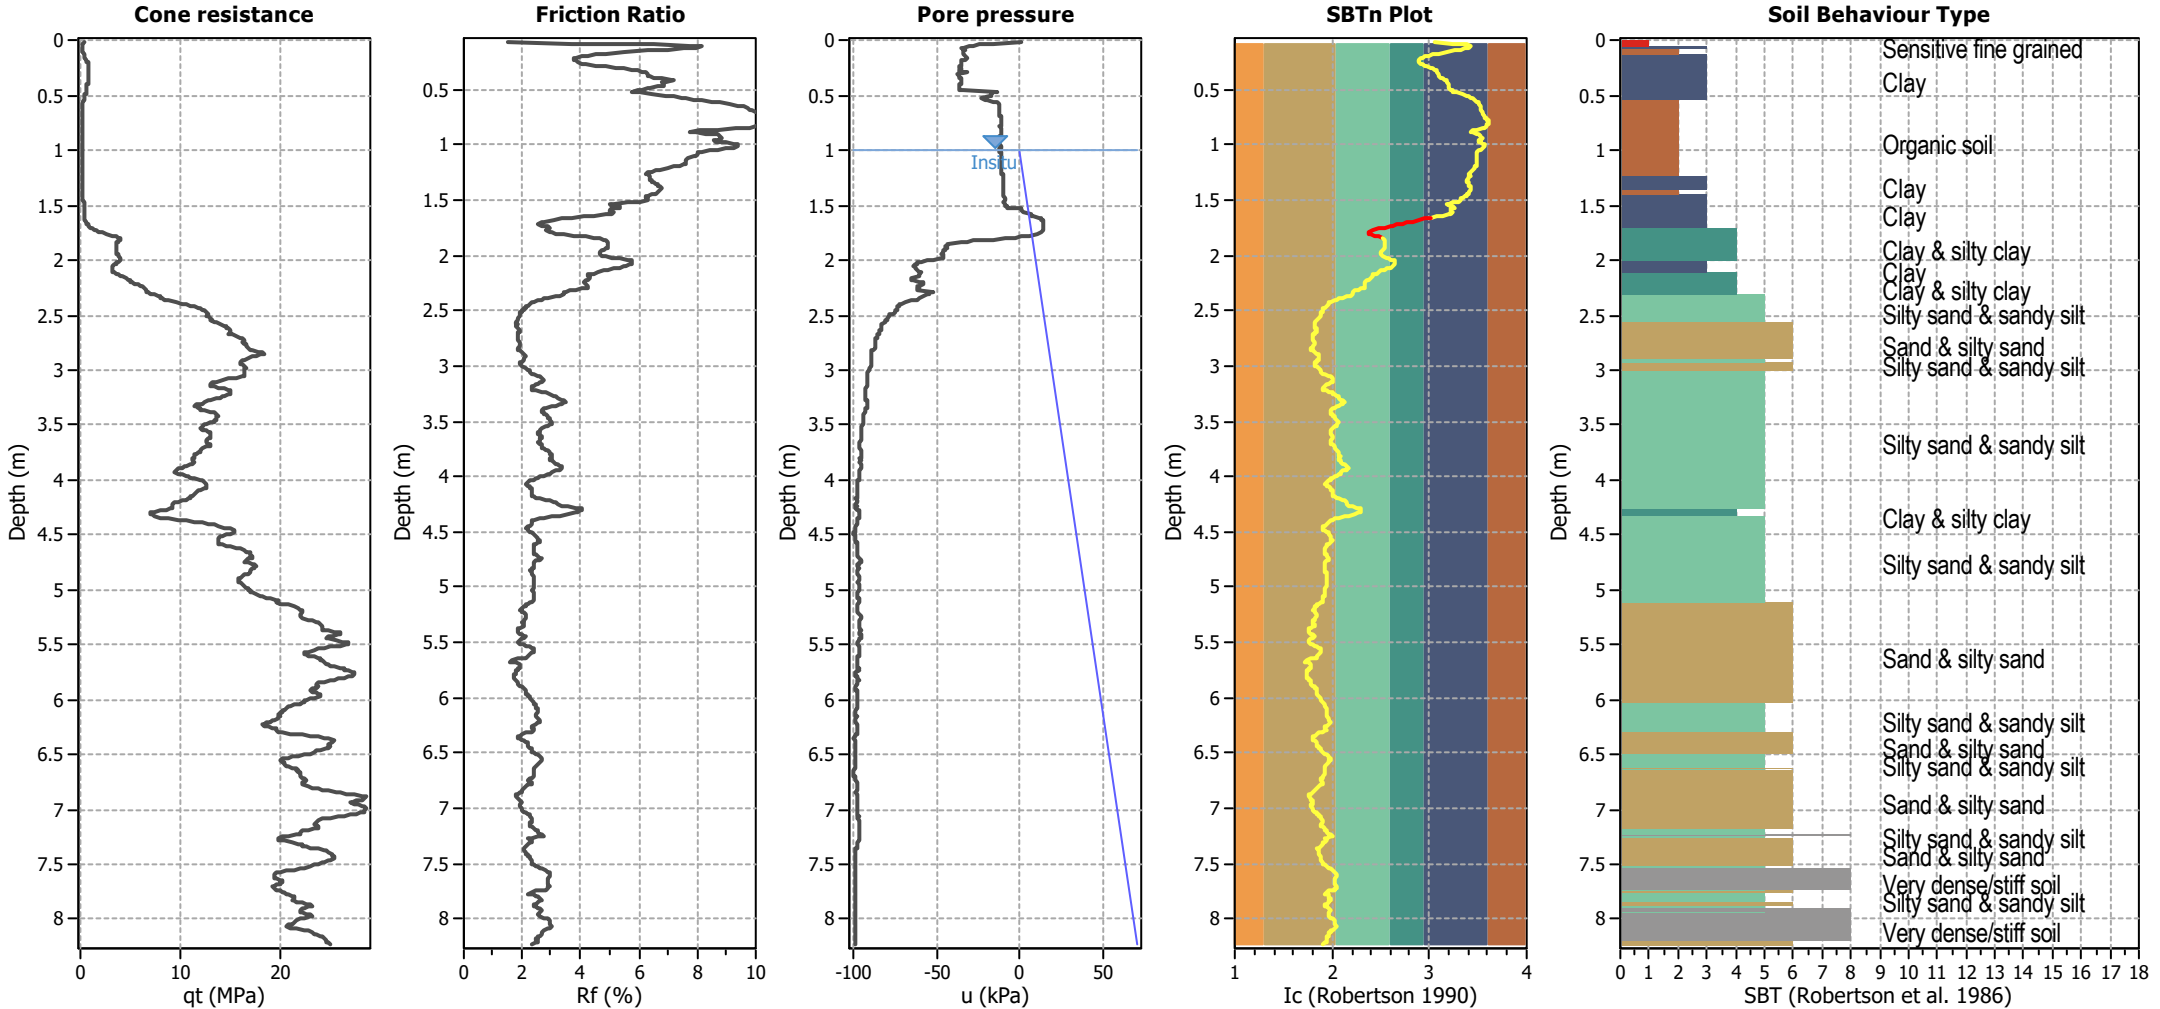 Cone resistance
Depth (m)
0
0.5
1
1.5
2
2.5
3
3.5
4
4.5
5
5.5
6
6.5
7
7.5
8
0 10 20
qt (MPa)
Friction Ratio
Depth (m)
0.5
1
1.5
2
2.5
3
3.5
4
4.5
5
5.5
6
6.5
7
7.5
8
0 2 4 6 8 10
Rf (%)
Pore pressure
Depth (m)
0
0.5
1
1.5
2
2.5
3
3.5
4
4.5
5
5.5
6
6.5
7
7.5
8
Insitu
-100 -50 0 50
u (kPa)
SBTn Plot
Depth (m)
0.5
1
1.5
2
2.5
3
3.5
4
4.5
5
5.5
6
6.5
7
7.5
8
1 2 3 4
Ic (Robertson 1990)
Soil Behaviour Type
Depth (m)
0
0.5
1
1.5
2
2.5
3
3.5
4
4.5
5
5.5
6
6.5
7
7.5
8
Sensitive fine grained
Clay
Organic soil
Clay
Clay
Clay & silty clay
Clay
Clay & silty clay
Silty sand & sandy silt
Sand & silty sand
Silty sand & sandy silt
Silty sand & sandy silt
Clay & silty clay
Silty sand & sandy silt
Sand & silty sand
Silty sand & sandy silt
Sand & silty sand
Silty sand & sandy silt
Sand & silty sand
Silty sand & sandy silt
Sand & silty sand
Very dense/stiff soil
Silty sand & sandy silt
Very dense/stiff soil
0 1 2 3 4 5 6 7 8 9 10 11 12 13 14 15 16 17 18
SBT (Robertson et al. 1986)